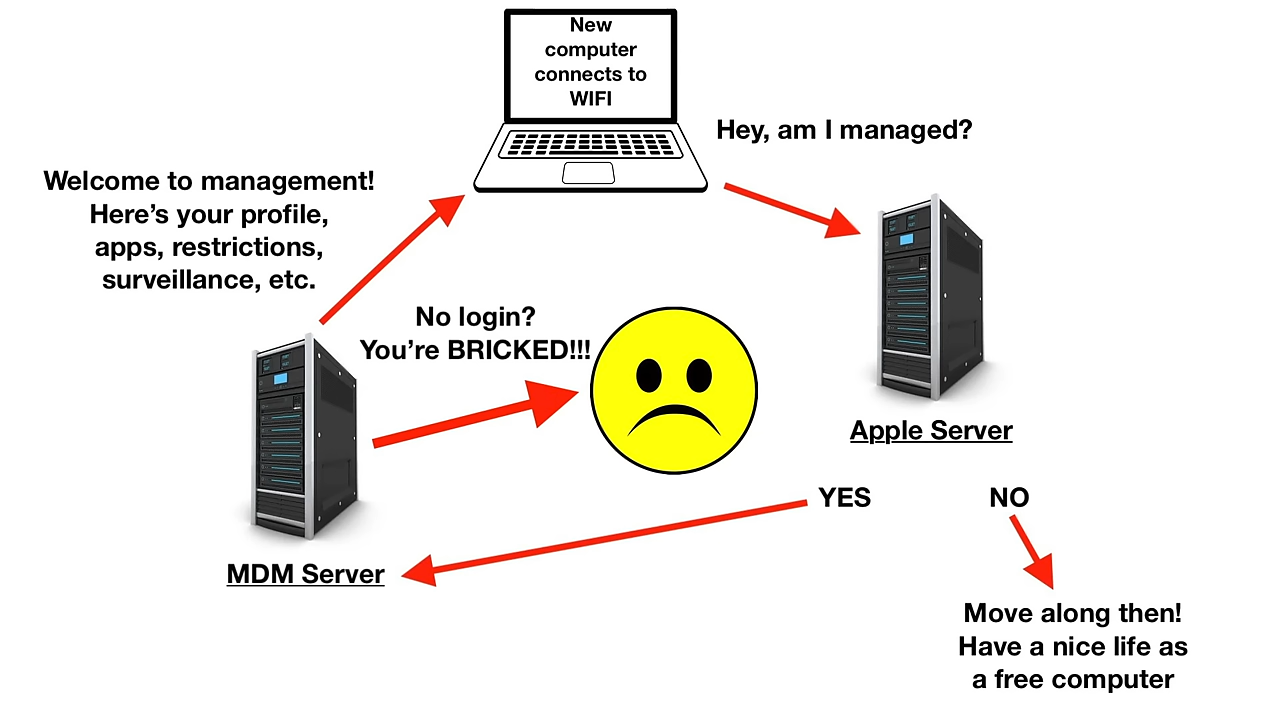 New
computer
connects to
WIFI
Hey, am I managed?
Welcome to management!
Here’s your profile,
apps, restrictions,
surveillance, etc.
No login?
You’re BRICKED!!!
Apple Server
YES
NO
MDM Server
Move along then!
Have a nice life as
a free computer